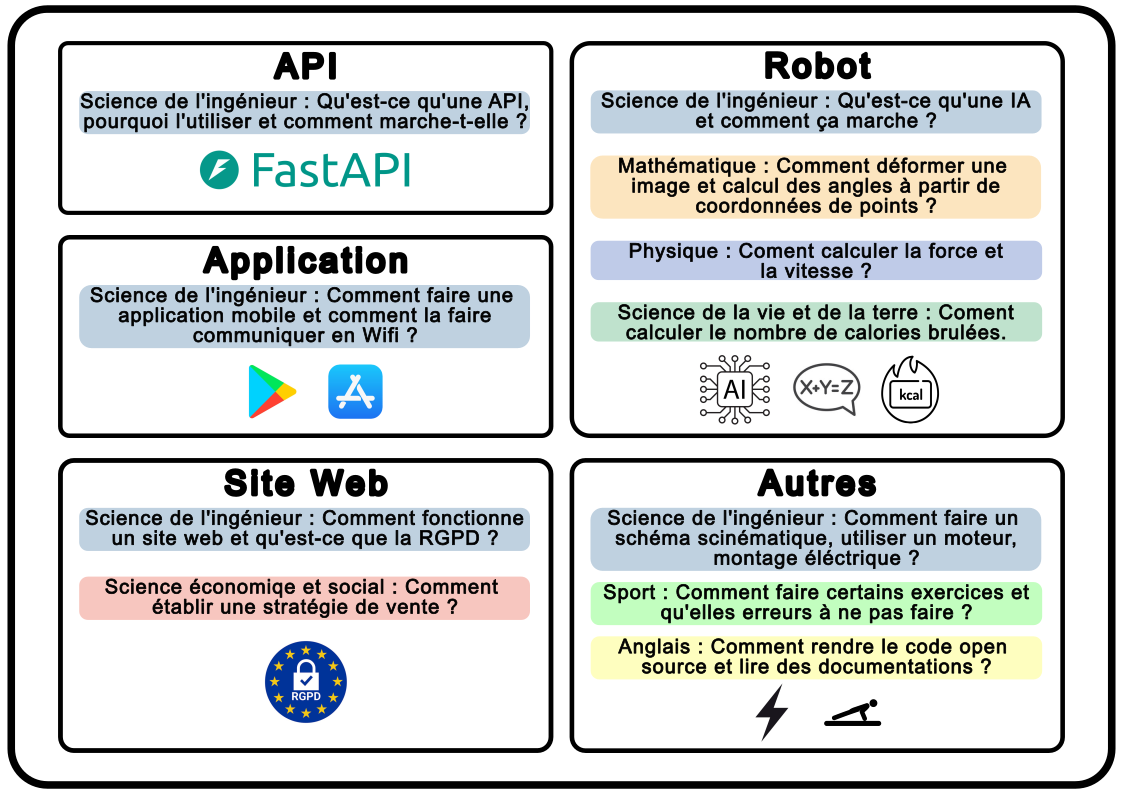 API
Science de l'ingénieur : Qu'est-ce qu'une API,
pourquoi l'utiliser et comment marche-t-elle ?
FastAPI
Application
Science de l'ingénieur : Comment faire une
application mobile et comment la faire
communiquer en Wifi ?
Site Web
Science de l'ingénieur : Comment fonctionne
un site web et qu'est-ce que la RGPD ?
Science économiqe et social : Comment
établir une stratégie de vente ?
RGPD
Robot
Science de l'ingénieur : Qu'est-ce qu'une IA
et comment ça marche ?
Mathématique : Comment déformer une
image et calcul des angles à partir de
coordonnées de points ?
Physique : Coment calculer la force et
la vitesse ?
Science de la vie et de la terre : Coment
calculer le nombre de calories brulées.
AI
X+Y=Z
kcal
Autres
Science de l'ingénieur : Comment faire un
schéma scinématique, utiliser un moteur,
montage éléctrique ?
Sport : Comment faire certains exercices et
qu'elles erreurs à ne pas faire ?
Anglais : Comment rendre le code open
source et lire des documentations ?